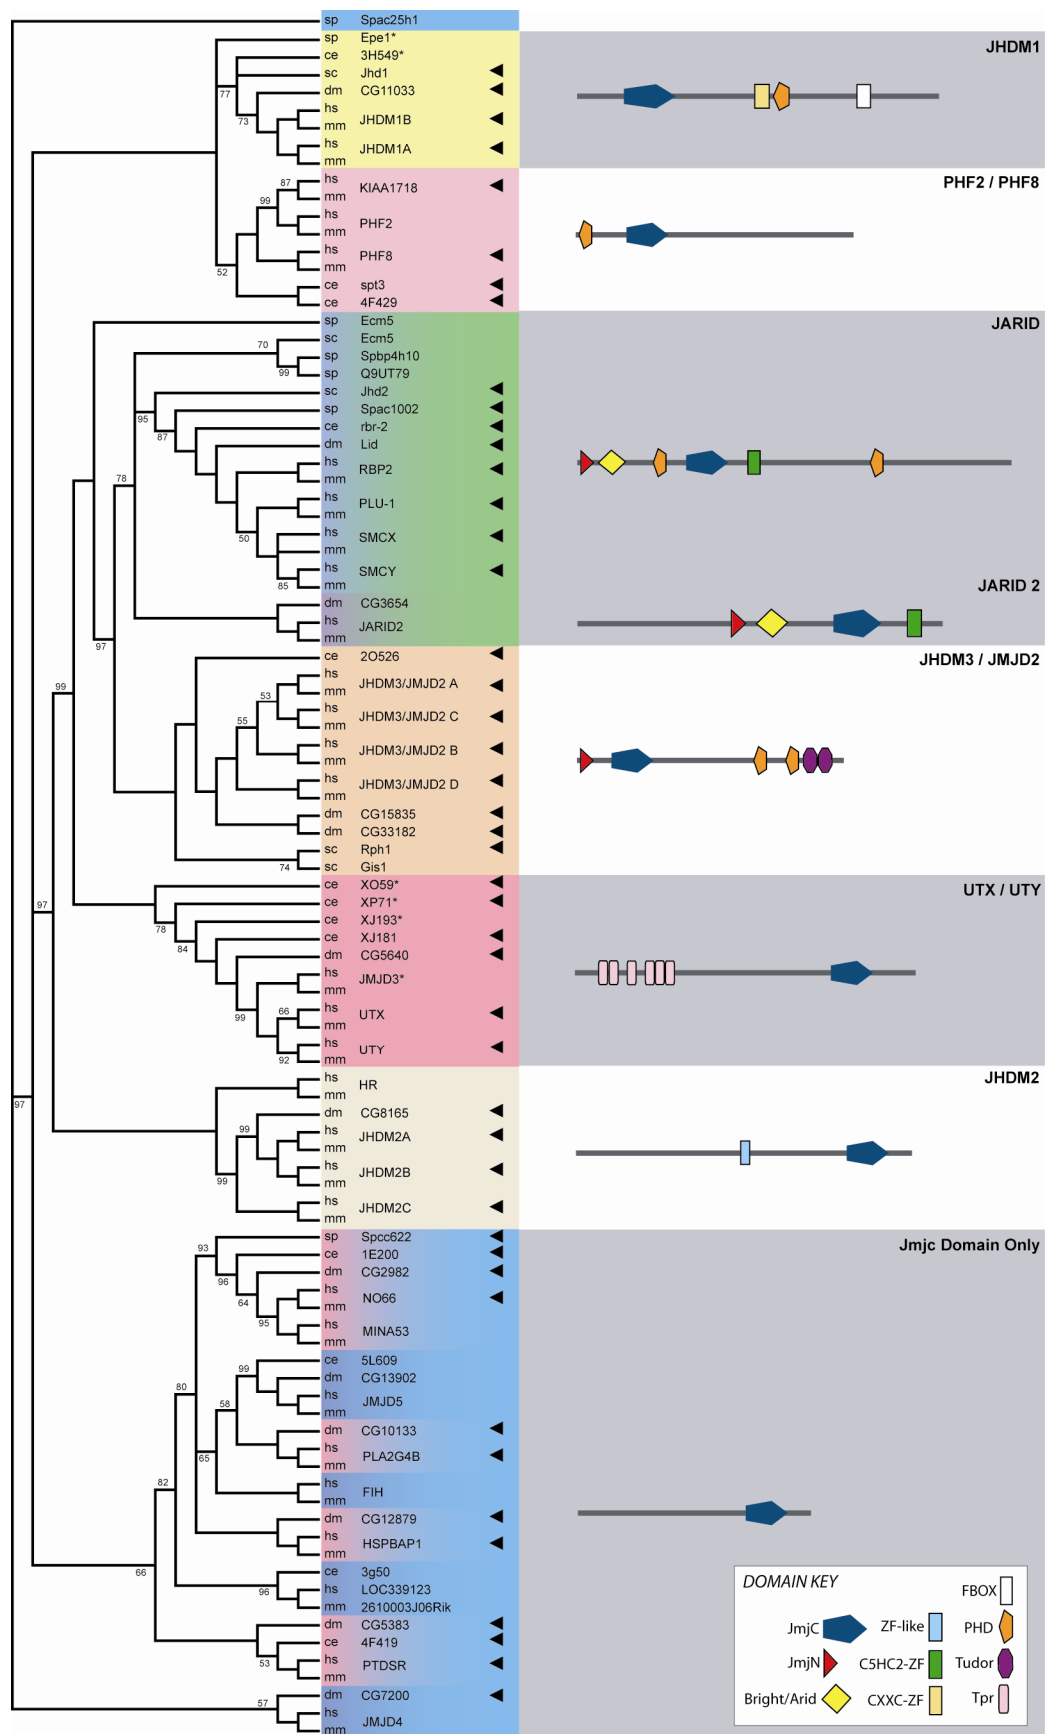 sp Spac25h1
sp Epe1*
JHDM1
ce 3H549*
sc Jhd1
77
dm CG11033
hs
73
JHDM1B
mm
hs
JHDM1A
mm
hs
PHF2 / PHF8
87
KIAA1718
mm
99
hs
PHF2
mm
hs
PHF8
mm
52
ce spt3
ce 4F429
sp Ecm5
JARID
sc Ecm5
70
sp Spbp4h10
sp Q9UT79
99
sc Jhd2
sp Spac1002
95
ce rbr-2
87
dm Lid
hs
RBP2
mm
78
hs
PLU-1
mm
hs
SMCX
50
mm
hs
SMCY
mm
85
JARID 2
dm CG3654
hs
JARID2
mm
97
ce 2O526
JHDM3 / JMJD2
hs
JHDM3/JMJD2 A
mm
99
53
hs
JHDM3/JMJD2 C
mm
55
hs
JHDM3/JMJD2 B
mm
hs
JHDM3/JMJD2 D
mm
dm CG15835
dm CG33182
sc Rph1
sc Gis1
74
ce XO59*
UTX / UTY
ce XP71*
97
ce XJ193*
78
ce XJ181
84
dm CG5640
hs
JMJD3*
mm
hs
66
UTX
99
mm
hs
UTY
mm
92
hs
JHDM2
HR
mm
97
dm CG8165
hs
99
JHDM2A
mm
hs
JHDM2B
99
mm
hs
JHDM2C
mm
sp Spcc622
Jmjc Domain Only
93
ce 1E200
dm CG2982
96
hs
NO66
64
mm
95
hs
MINA53
mm
ce 5L609
99
dm CG13902
80
hs
JMJD5
58
mm
dm CG10133
hs
PLA2G4B
65
mm
82
hs
FIH
mm
dm CG12879
hs
HSPBAP1
mm
66
ce 3g50
hs LOC339123
96
mm 2610003J06Rik
dm CG5383
ce 4F419
hs
53
PTDSR
mm
dm CG7200
57
hs
JMJD4
mm
DOMAIN KEY
FBOX
JmjC ZF-like PHD
JmjN C5HC2-ZF Tudor
Bright/Arid CXXC-ZF Tpr